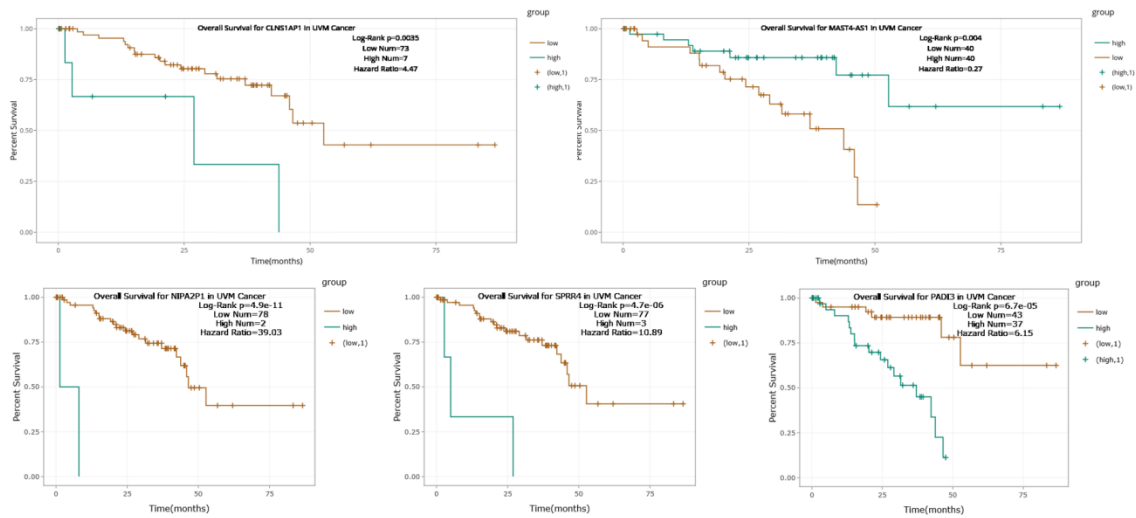 Overall Survival for CLNS1AP1 in UVM Cancer
Log-Rank p=0.0035
Low Num=73
High Num=7
Hazard Ratio=4.47
group
low
high
(low,1)
(high,1)
1.00
0.75
0.50
0.25
0.00
Percent Survival
0
25
50
75
Time(months)
Overall Survival for MAST4-AS1 in UVM Cancer
Log-Rank p=0.004
Low Num=40
High Num=40
Hazard Ratio=0.27
group
high
low
(high,1)
(low,1)
1.00
0.75
0.50
0.25
0.00
Percent Survival
0
25
50
75
Time(months)
Overall Survival for NIPA2P1 in UVM Cancer
Log-Rank p=4.9e-11
Low Num=78
High Num=2
Hazard Ratio=39.03
group
low
high
(low,1)
1.00
0.75
0.50
0.25
0.00
Percent Survival
0
25
50
75
Time(months)
Overall Survival for SPRR4 in UVM Cancer
Log-Rank p=4.7e-06
Low Num=77
High Num=3
Hazard Ratio=10.89
group
low
high
(low,1)
1.00
0.75
0.50
0.25
0.00
Percent Survival
0
25
50
75
Time(months)
Overall Survival for PADI3 in UVM Cancer
Log-Rank p=6.7e-05
Low Num=43
High Num=37
Hazard Ratio=6.15
group
low
high
(low,1)
(high,1)
1.00
0.75
0.50
0.25
0.00
Percent Survival
0
25
50
75
Time(months)